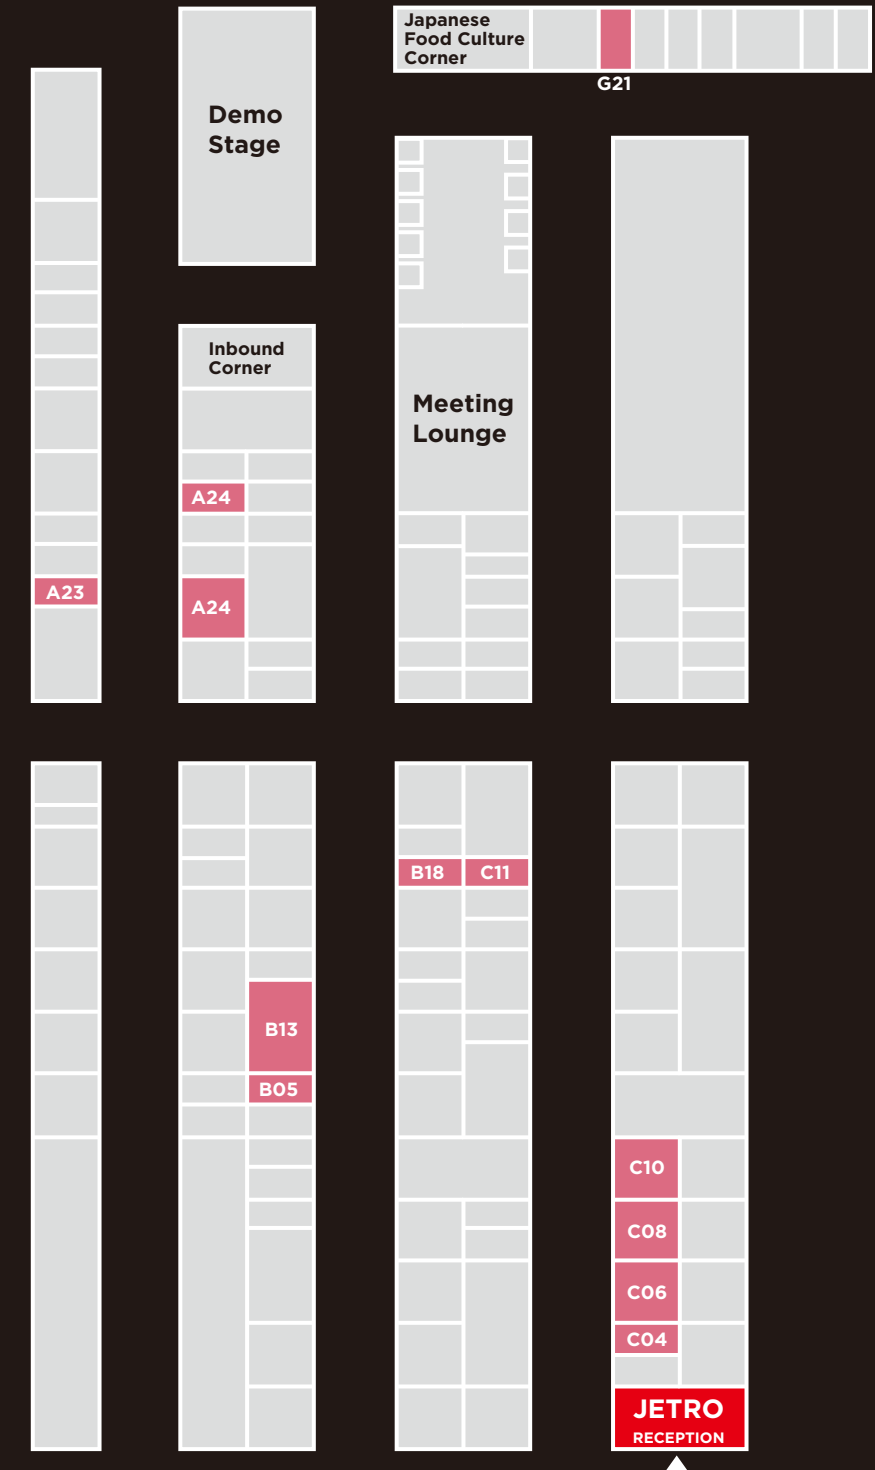 Japanese
Food Culture
Corner
G21
Demo
Stage
Inbound
Corner
Meeting
Lounge
A24
A23
A24
B18
C11
B13
B05
C10
C08
C06
C04
JETRO
RECEPTION